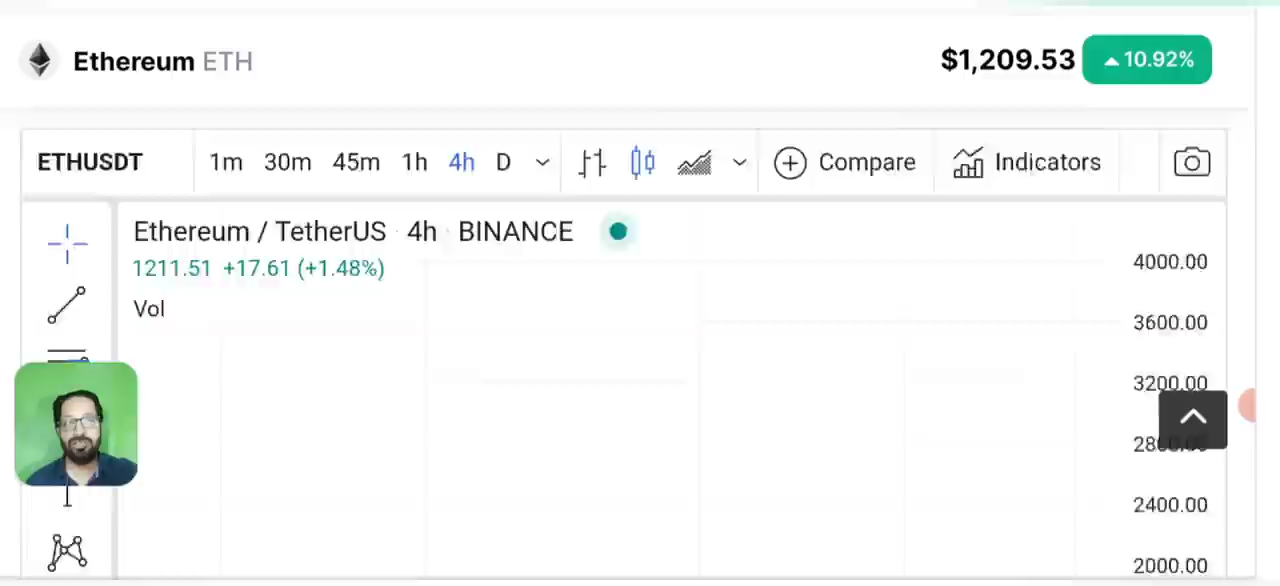 Ethereum ETH
$1,209.53 ▲10.92%
ETHUSDT 1m 30m 45m 1h 4h D Compare Indicators
Ethereum / TetherUS · 4h · BINANCE
1211.51 +17.61 (+1.48%)
Vol
4000.00
3600.00
3200.00
2400.00
2000.00